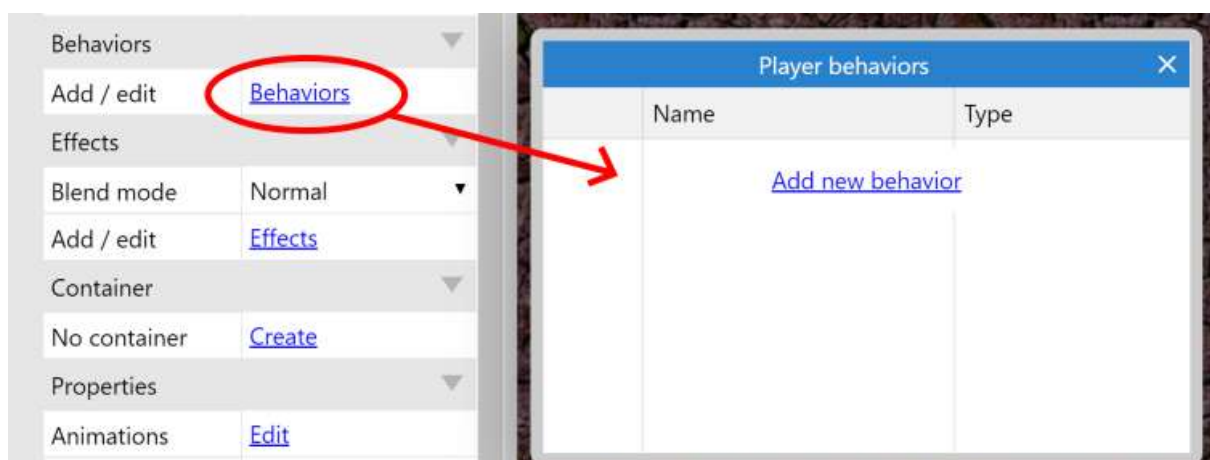 Behaviors
Add / edit Behaviors
Effects
Blend mode Normal
Add / edit Effects
Container
No container Create
Properties
Animations Edit
Player behaviors
Name Type
Add new behavior